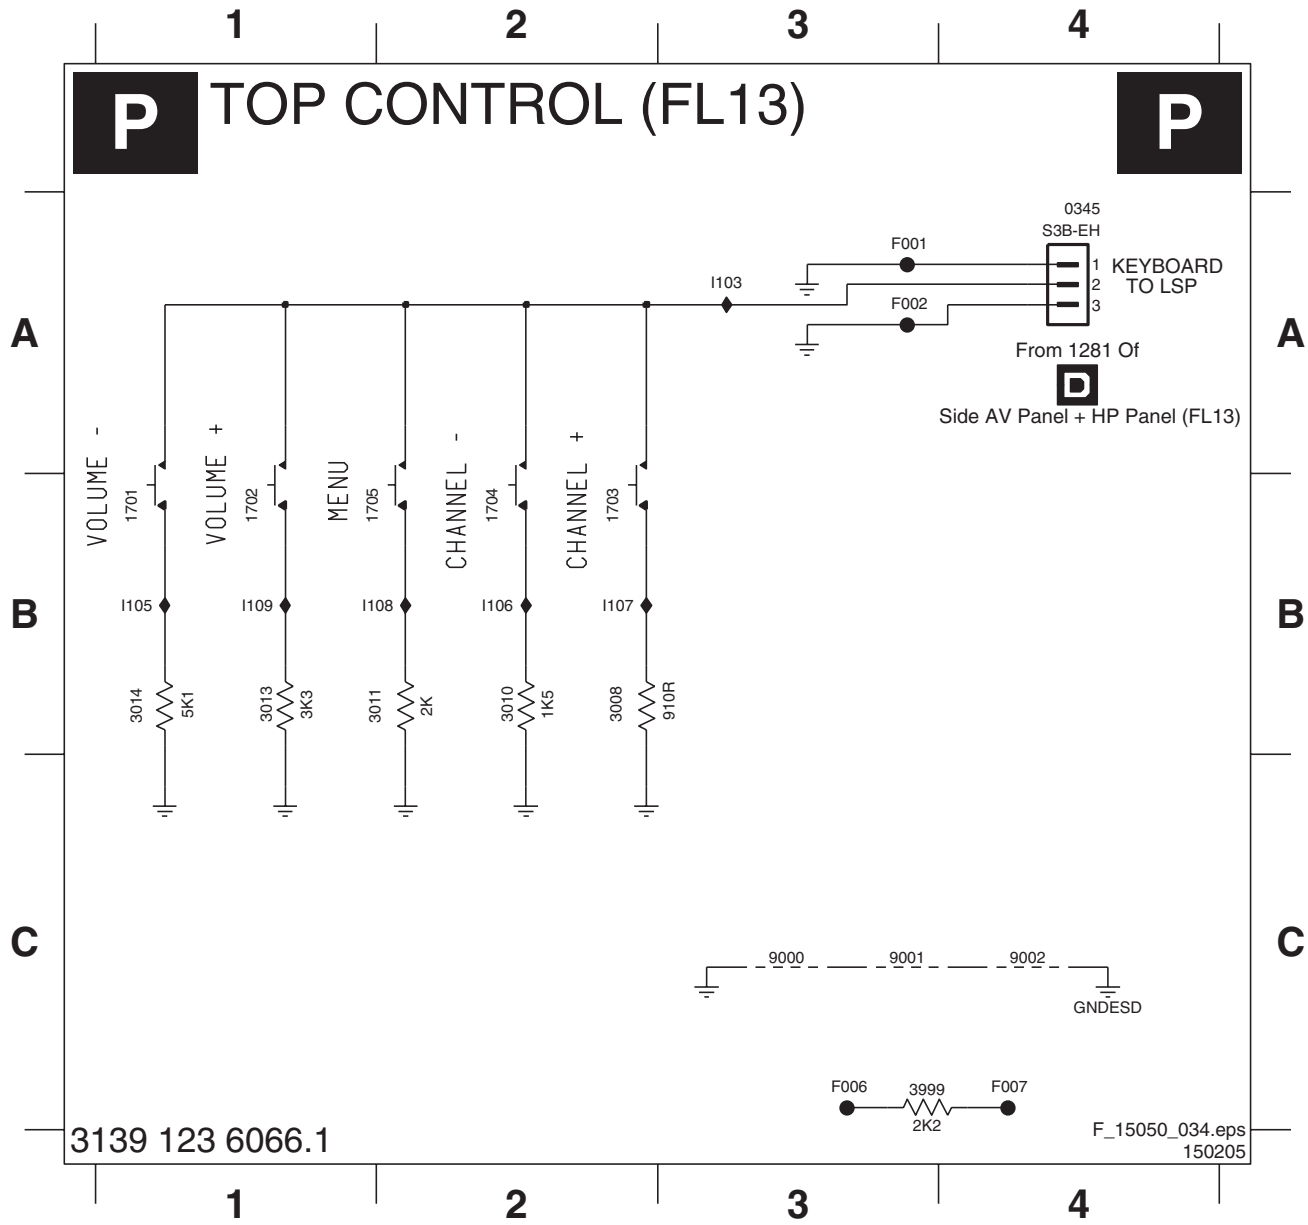 1 2 3 4
P TOP CONTROL (FL13) P
0345
S3B-EH
F001
1 KEYBOARD
I103
2 TO LSP
F002
3
A A
From 1281 Of
D
Side AV Panel + HP Panel (FL13)
VOLUME -
1701
VOLUME +
1702
MENU
1705
CHANNEL -
1704
CHANNEL +
1703
B I105 I109 I108 I106 I107 B
3014
5K1
3013
3K3
3011
2K
3010
1K5
3008
910R
C C
9000 9001 9002
GNDESD
F006 3999 F007
2K2
3139 123 6066.1
F_15050_034.eps
150205
1 2 3 4